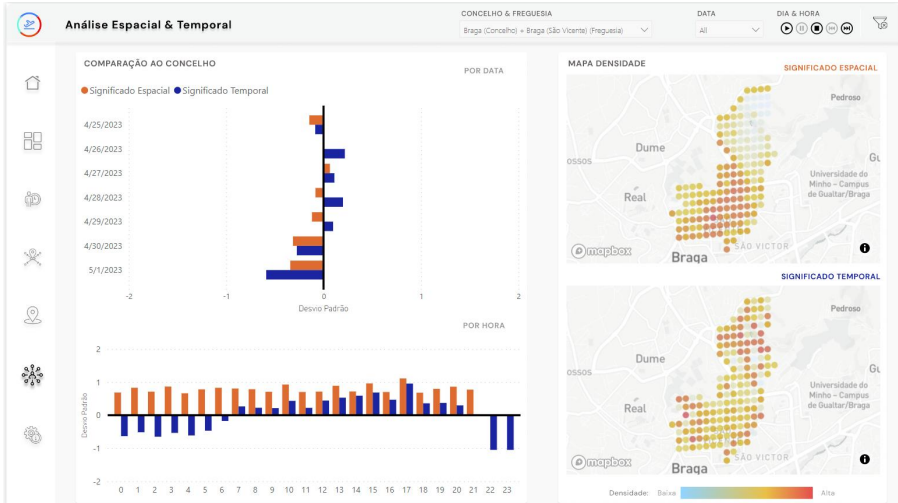 Análise Espacial & Temporal
CONCELHO & FREGUESIA
Braga (Concelho) + Braga (São Vicente) (Freguesia)
DATA
All
DIA & HORA
COMPARAÇÃO AO CONCELHO
POR DATA
Significado Espacial Significado Temporal
4/25/2023
4/26/2023
4/27/2023
4/28/2023
4/29/2023
4/30/2023
5/1/2023
-2 -1 0 1 2
Desvio Padrão
POR HORA
Desvio Padrão
2
1
0
-1
-2
0 1 2 3 4 5 6 7 8 9 10 11 12 13 14 15 16 17 18 19 20 21 22 23
MAPA DENSIDADE
SIGNIFICADO ESPACIAL
Pedroso
Dume
ossos
Gu
Universidade do
Minho – Campus
de Gualtar/Braga
Real
SÃO VICTOR
mapbox
Braga
SIGNIFICADO TEMPORAL
Pedroso
Dume
ossos
Gu
Universidade do
Minho – Campus
de Gualtar/Braga
Real
SÃO VICTOR
mapbox
Braga
Densidade: Baixa Alta